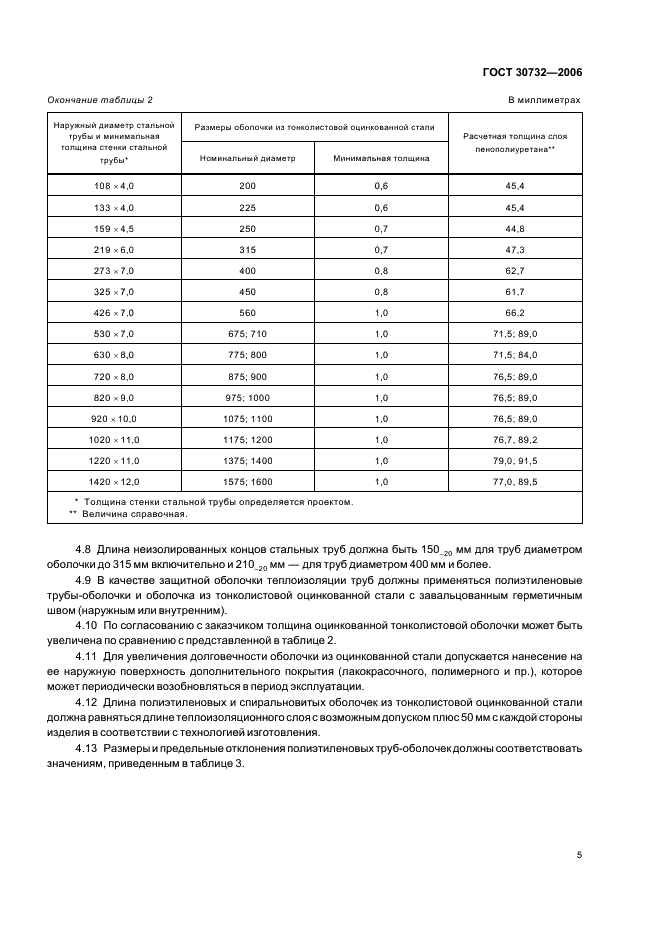 ГОСТ 30732—2006
Окончание таблицы 2
В миллиметрах
Наружный диаметр стальной трубы и минимальная толщина стенки стальной трубы*
Размеры оболочки из тонколистовой оцинкованной стали
Расчетная толщина слоя пенополиуретана**
Номинальный диаметр
Минимальная толщина
108 × 4,0 200 0,6 45,4
133 × 4,0 225 0,6 45,4
159 × 4,5 250 0,7 44,8
219 × 6,0 315 0,7 47,3
273 × 7,0 400 0,8 62,7
325 × 7,0 450 0,8 61,7
426 × 7,0 560 1,0 66,2
530 × 7,0 675; 710 1,0 71,5; 89,0
630 × 8,0 775; 800 1,0 71,5; 84,0
720 × 8,0 875; 900 1,0 76,5; 89,0
820 × 9,0 975; 1000 1,0 76,5; 89,0
920 × 10,0 1075; 1100 1,0 76,5; 89,0
1020 × 11,0 1175; 1200 1,0 76,7, 89,2
1220 × 11,0 1375; 1400 1,0 79,0; 91,5
1420 × 12,0 1575; 1600 1,0 77,0, 89,5
* Толщина стенки стальной трубы определяется проектом.
** Величина справочная.
4.8 Длина неизолированных концов стальных труб должна быть 150₋₂₀ мм для труб диаметром
оболочки до 315 мм включительно и 210₋₂₀ мм — для труб диаметром 400 мм и более.
4.9 В качестве защитной оболочки теплоизоляции труб должны применяться полиэтиленовые
трубы-оболочки и оболочка из тонколистовой оцинкованной стали с завальцованным герметичным
швом (наружным или внутренним).
4.10 По согласованию с заказчиком толщина оцинкованной тонколистовой оболочки может быть
увеличена по сравнению с представленной в таблице 2.
4.11 Для увеличения долговечности оболочки из оцинкованной стали допускается нанесение на
ее наружную поверхность дополнительного покрытия (лакокрасочного, полимерного и пр.), которое
может периодически возобновляться в период эксплуатации.
4.12 Длина полиэтиленовых и спиральновитых оболочек из тонколистовой оцинкованной стали
должна равняться длине теплоизоляционного слоя с возможным допуском плюс 50 мм с каждой стороны
изделия в соответствии с технологией изготовления.
4.13 Размеры и предельные отклонения полиэтиленовых труб-оболочек должны соответствовать
значениям, приведенным в таблице 3.
5